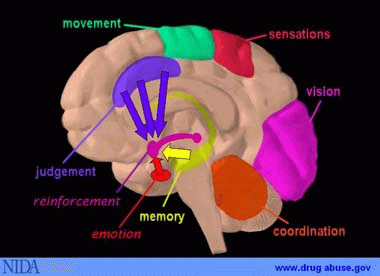 movement
sensations
vision
judgement
reinforcement
memory
emotion
coordination
NIDA
www.drugabuse.gov